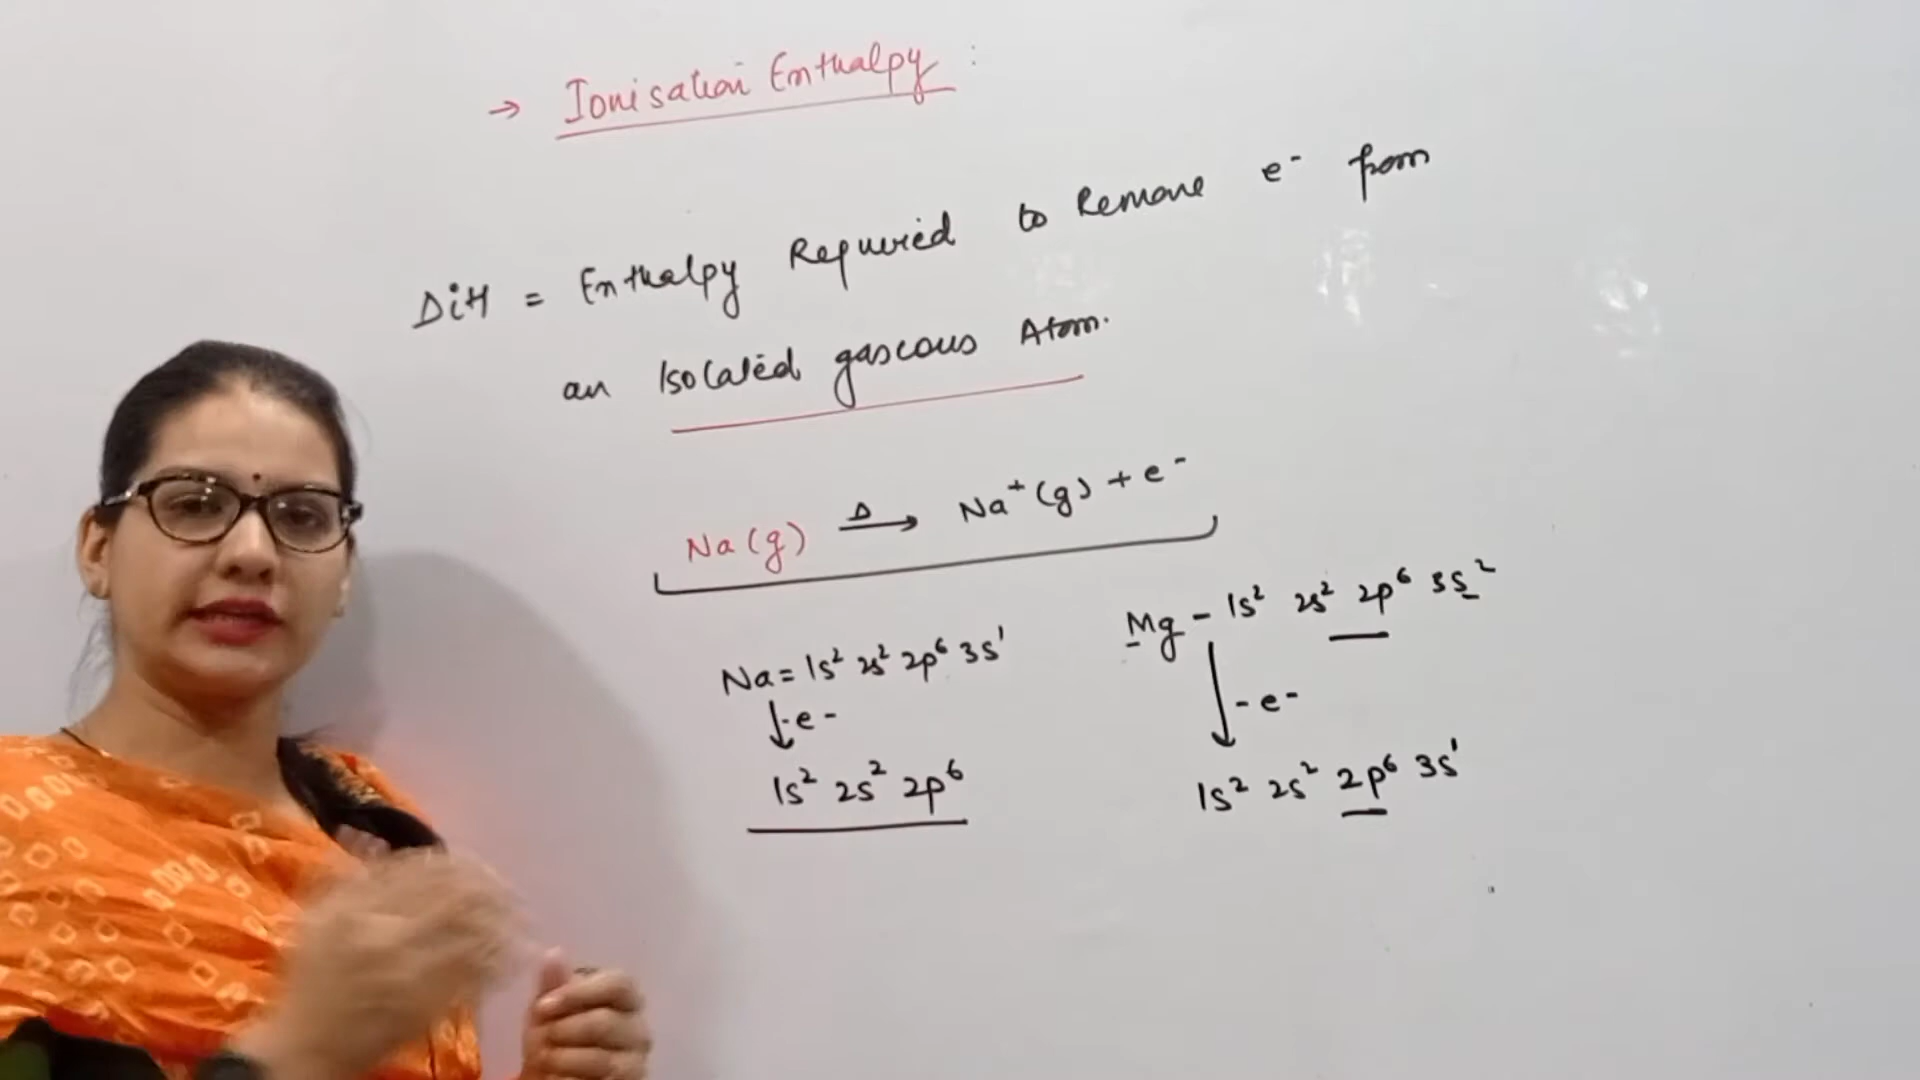 → Ionisation Enthalpy :
ΔiH = Enthalpy Required to Remove e⁻ from
an Isolated gaseous Atom.
Na(g) Δ→ Na⁺(g) + e⁻
Na = 1s² 2s² 2p⁶ 3s¹
↓ -e-
1s² 2s² 2p⁶
Mg - 1s² 2s² 2p⁶ 3s²
↓ -e-
1s² 2s² 2p⁶ 3s¹